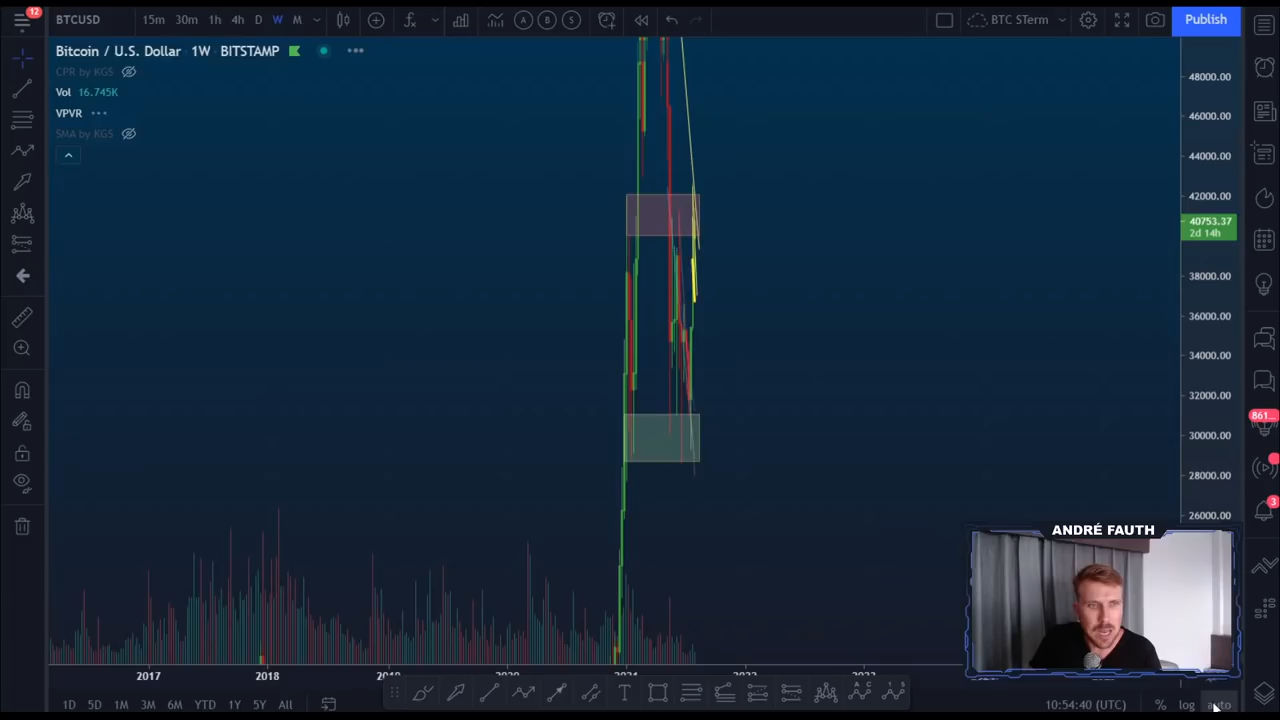 12
BTCUSD 15m 30m 1h 4h D W M A B S BTC STerm Publish
Bitcoin / U.S. Dollar 1W BITSTAMP
CPR by KGS
Vol 16.745K
VPVR
SMA by KGS
48000.00
46000.00
44000.00
42000.00
40753.37
2d 14h
38000.00
36000.00
34000.00
32000.00
861...
30000.00
28000.00
3
26000.00
ANDRÉ FAUTH
2017 2018
1D 5D 1M 3M 6M YTD 1Y 5Y All 10:54:40 (UTC) % log auto